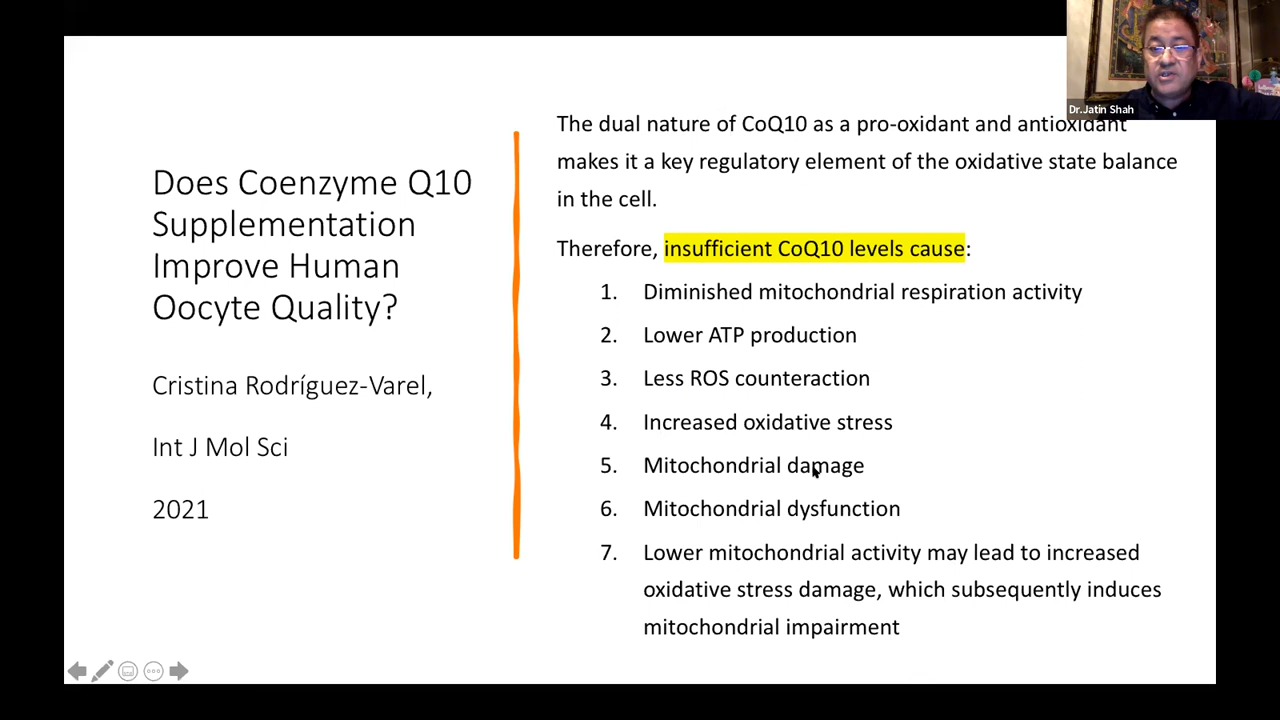 Dr.Jatin Shah
Does Coenzyme Q10
Supplementation
Improve Human
Oocyte Quality?
Cristina Rodríguez-Varel,
Int J Mol Sci
2021
The dual nature of CoQ10 as a pro-oxidant and antioxidant
makes it a key regulatory element of the oxidative state balance
in the cell.
Therefore, insufficient CoQ10 levels cause:
1. Diminished mitochondrial respiration activity
2. Lower ATP production
3. Less ROS counteraction
4. Increased oxidative stress
5. Mitochondrial damage
6. Mitochondrial dysfunction
7. Lower mitochondrial activity may lead to increased
oxidative stress damage, which subsequently induces
mitochondrial impairment